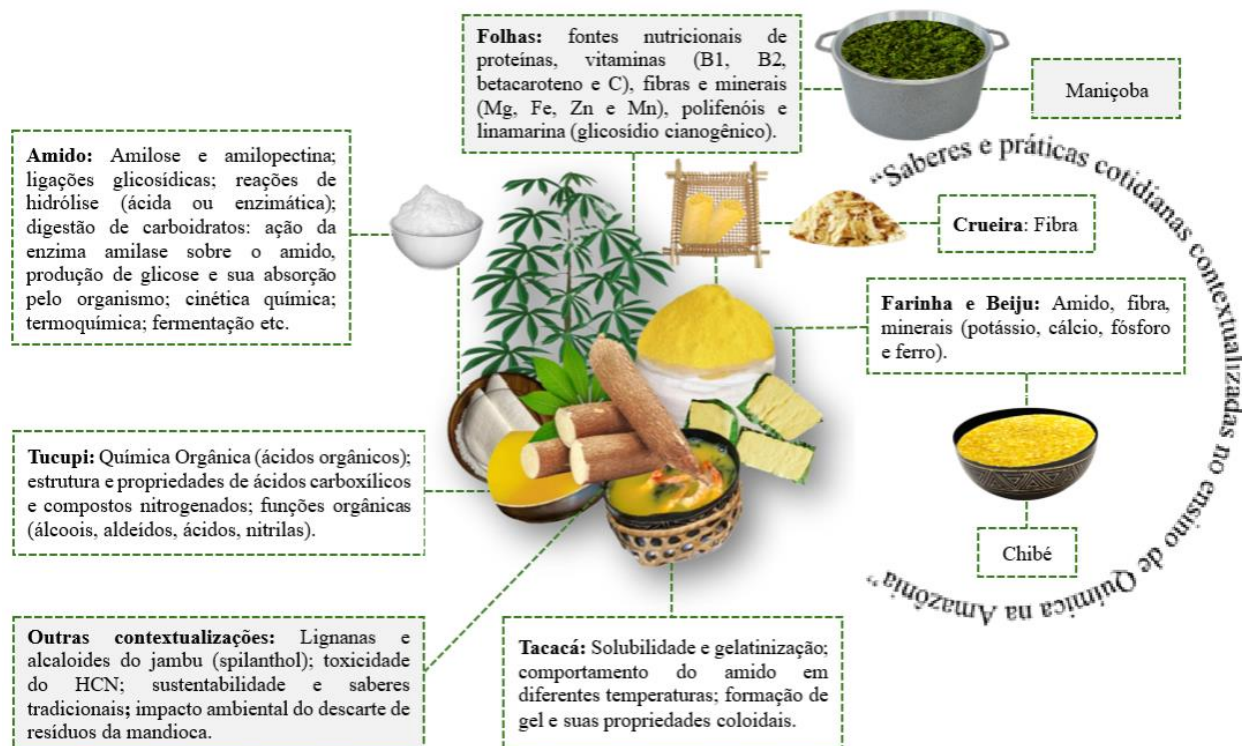 Folhas: fontes nutricionais de
proteínas, vitaminas (B1, B2,
betacaroteno e C), fibras e minerais
(Mg, Fe, Zn e Mn), polifenóis e
linamarina (glicosídio cianogênico).
Maniçoba
Amido: Amilose e amilopectina;
ligações glicosídicas; reações de
hidrólise (ácida ou enzimática);
digestão de carboidratos: ação da
enzima amilase sobre o amido,
produção de glicose e sua absorção
pelo organismo; cinética química;
termoquímica; fermentação etc.
"Saberes e práticas cotidianas contextualizadas no ensino de Química na Amazônia"
Crueira: Fibra
Farinha e Beiju: Amido, fibra,
minerais (potássio, cálcio, fósforo
e ferro).
Chibé
Tucupi: Química Orgânica (ácidos orgânicos);
estrutura e propriedades de ácidos carboxílicos
e compostos nitrogenados; funções orgânicas
(álcoois, aldeídos, ácidos, nitrilas).
Outras contextualizações: Lignanas e
alcaloides do jambu (spilanthol); toxicidade
do HCN; sustentabilidade e saberes
tradicionais; impacto ambiental do descarte de
resíduos da mandioca.
Tacacá: Solubilidade e gelatinização;
comportamento do amido em
diferentes temperaturas; formação de
gel e suas propriedades coloidais.